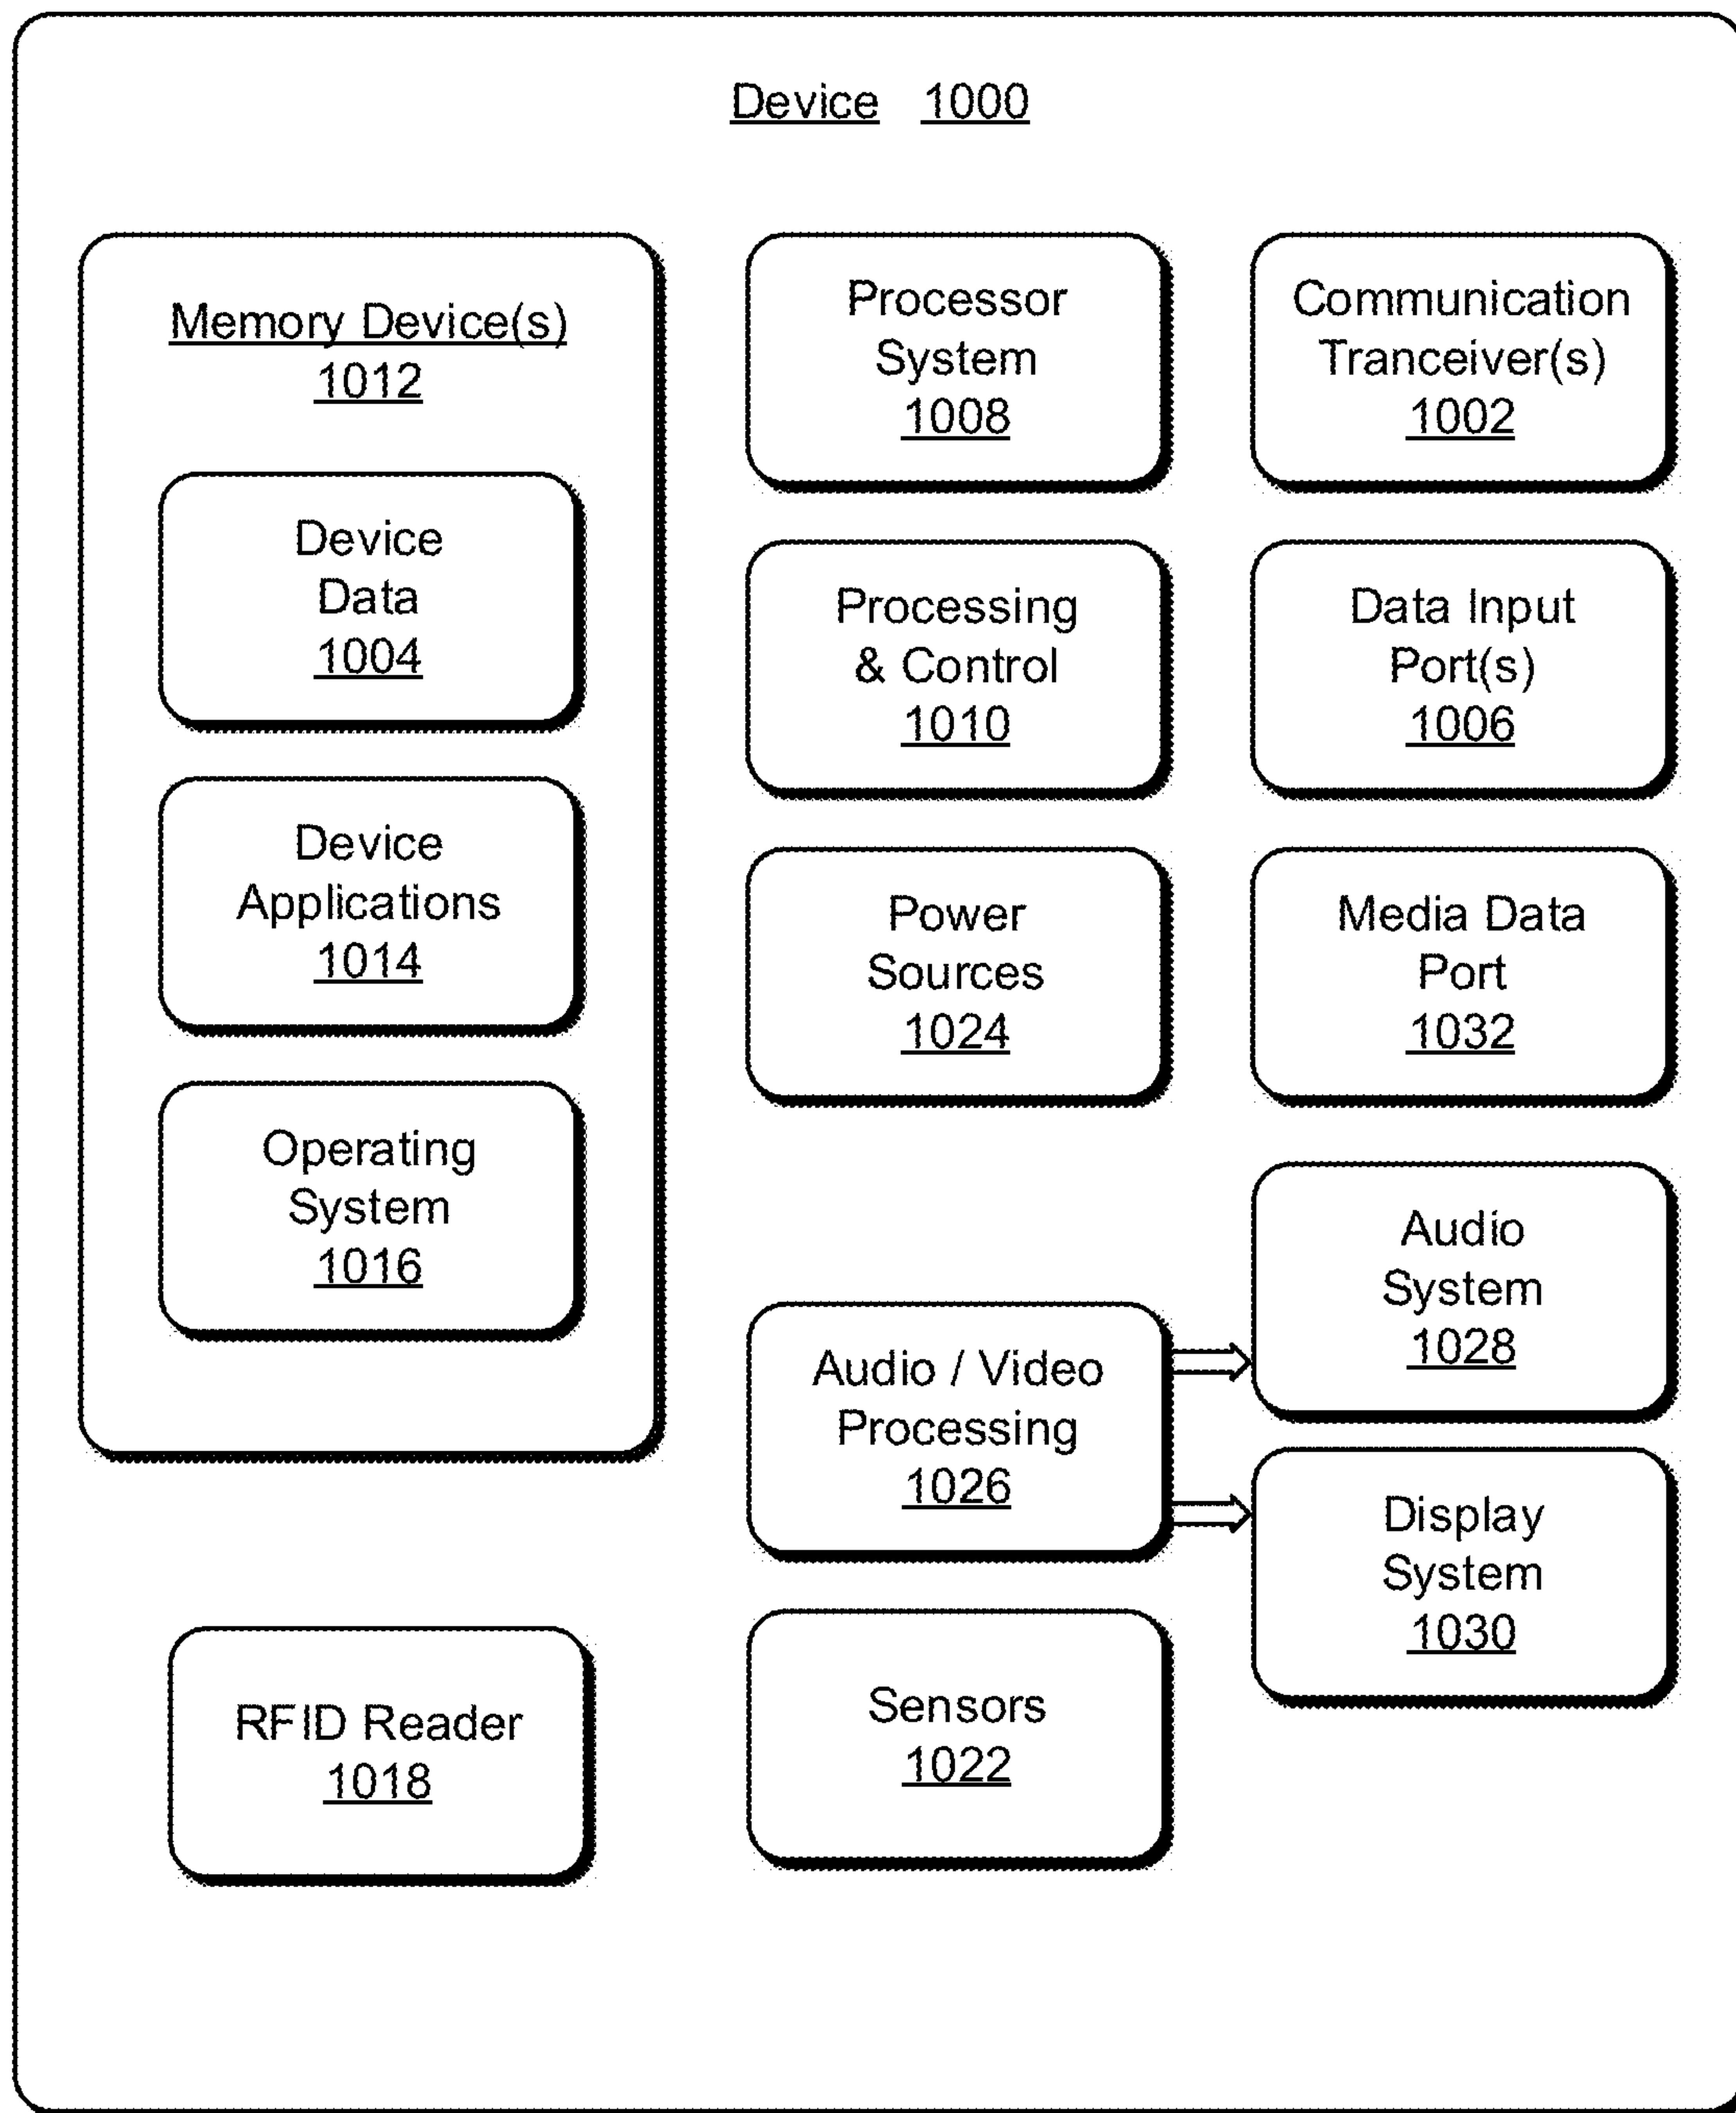 Device 1000
Memory Device(s)
1012
Device
Data
1004
Device
Applications
1014
Operating
System
1016
RFID Reader
1018
Processor
System
1008
Processing
& Control
1010
Power
Sources
1024
Audio / Video
Processing
1026
Sensors
1022
Communication
Tranceiver(s)
1002
Data Input
Port(s)
1006
Media Data
Port
1032
Audio
System
1028
Display
System
1030